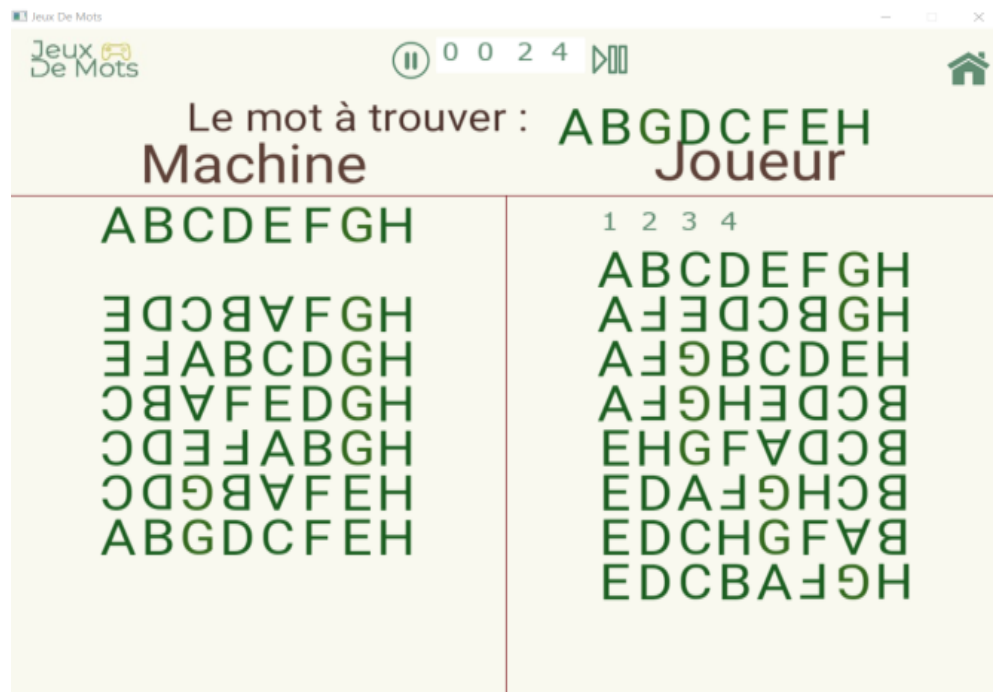 Jeux De Mots
Jeux
De Mots
0 0 2 4
Le mot à trouver : ABGDCFEH
Machine
ABCDEFGH
EDCBAFGH
EFABCDGH
CBAFEDGH
CDEFABGH
CDGBAFEH
ABGDCFEH
Joueur
1 2 3 4
ABCDEFGH
AFEDCBGH
AFGBCDEH
AFGHEDCB
EHGFADCB
EDAFGHCB
EDCHGFAB
EDCBAFGH